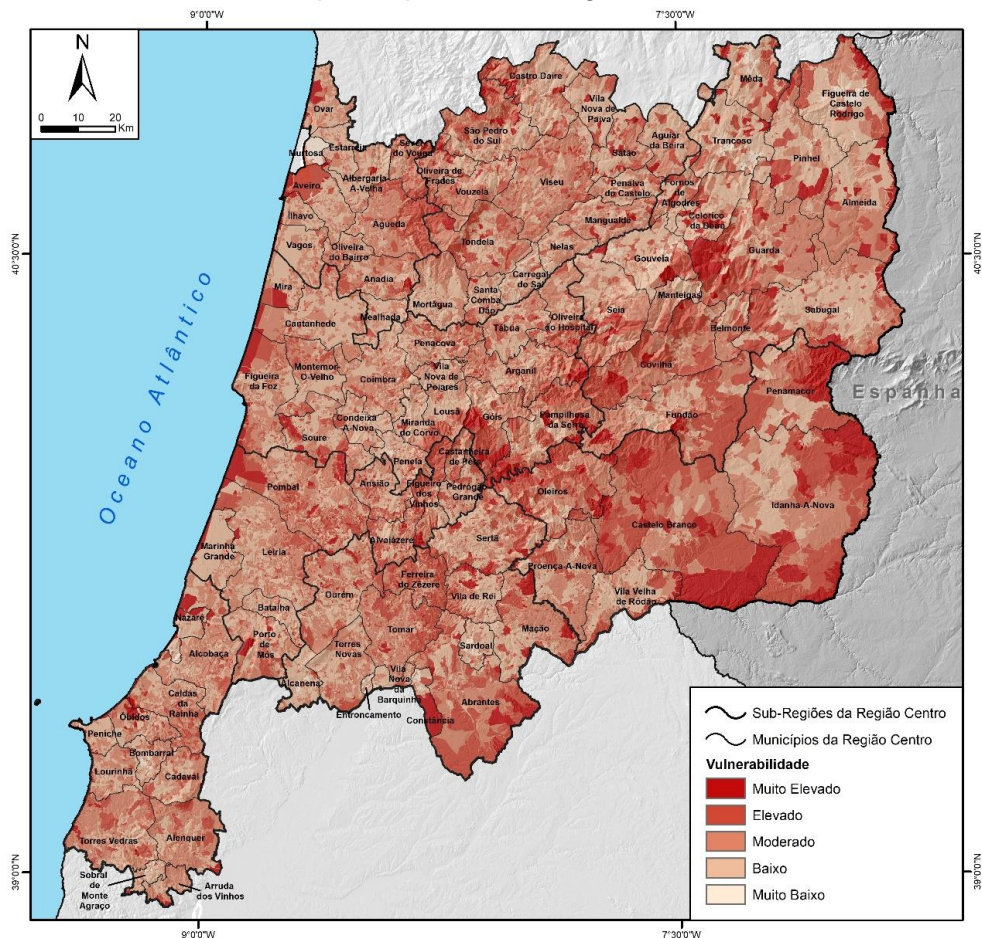 9°0'0"W
7°30'0"W
N
0 10 20
Km
40°30'0"N
40°30'0"N
39°0'0"N
39°0'0"N
Oceano Atlântico
Espanha
Castro Daire
Mêda
Vila
Nova de
Paiva
Figueira de
Castelo
Rodrigo
Ovar
São Pedro
do Sul
Aguiar
da Beira
Trancoso
Murtosa
Estarreja
Sever
do Vouga
Sátão
Pinhel
Oliveira de
Frades
Albergaria-
A-Velha
Aveiro
Vouzela
Viseu
Penalva
do Castelo
Fornos
de
Algodres
Almeida
Ílhavo
Águeda
Mangualde
Celorico
da Beira
Vagos
Oliveira
do Bairro
Tondela
Nelas
Gouveia
Guarda
Anadia
Carregal
do Sal
Mira
Mortágua
Santa
Comba
Dão
Manteigas
Seia
Sabugal
Cantanhede
Mealhada
Oliveira
do Hospital
Tábua
Belmonte
Penacova
Montemor-
O-Velho
Figueira
da Foz
Coimbra
Vila
Nova de
Poiares
Arganil
Covilhã
Penamacor
Lousã
Condeixa-
A-Nova
Miranda
do Corvo
Góis
Pampilhosa
da Serra
Fundão
Soure
Penela
Castanheira
de Pêra
Pombal
Ansião
Figueiró
dos
Vinhos
Pedrógão
Grande
Oleiros
Idanha-A-Nova
Castelo Branco
Alvaiázere
Sertã
Marinha
Grande
Leiria
Proença-A-Nova
Ferreira
do Zêzere
Ourém
Vila de Rei
Vila Velha
de Ródão
Batalha
Nazaré
Tomar
Mação
Porto
de
Mós
Sardoal
Alcobaça
Torres
Novas
Vila
Nova
da
Barquinha
Alcanena
Caldas
da
Rainha
Abrantes
Entroncamento
Constância
Óbidos
Peniche
Bombarral
Lourinhã
Cadaval
Torres Vedras
Alenquer
Sobral
de
Monte
Agraço
Arruda
dos Vinhos
Sub-Regiões da Região Centro
Municípios da Região Centro
Vulnerabilidade
Muito Elevado
Elevado
Moderado
Baixo
Muito Baixo
9°0'0"W
7°30'0"W